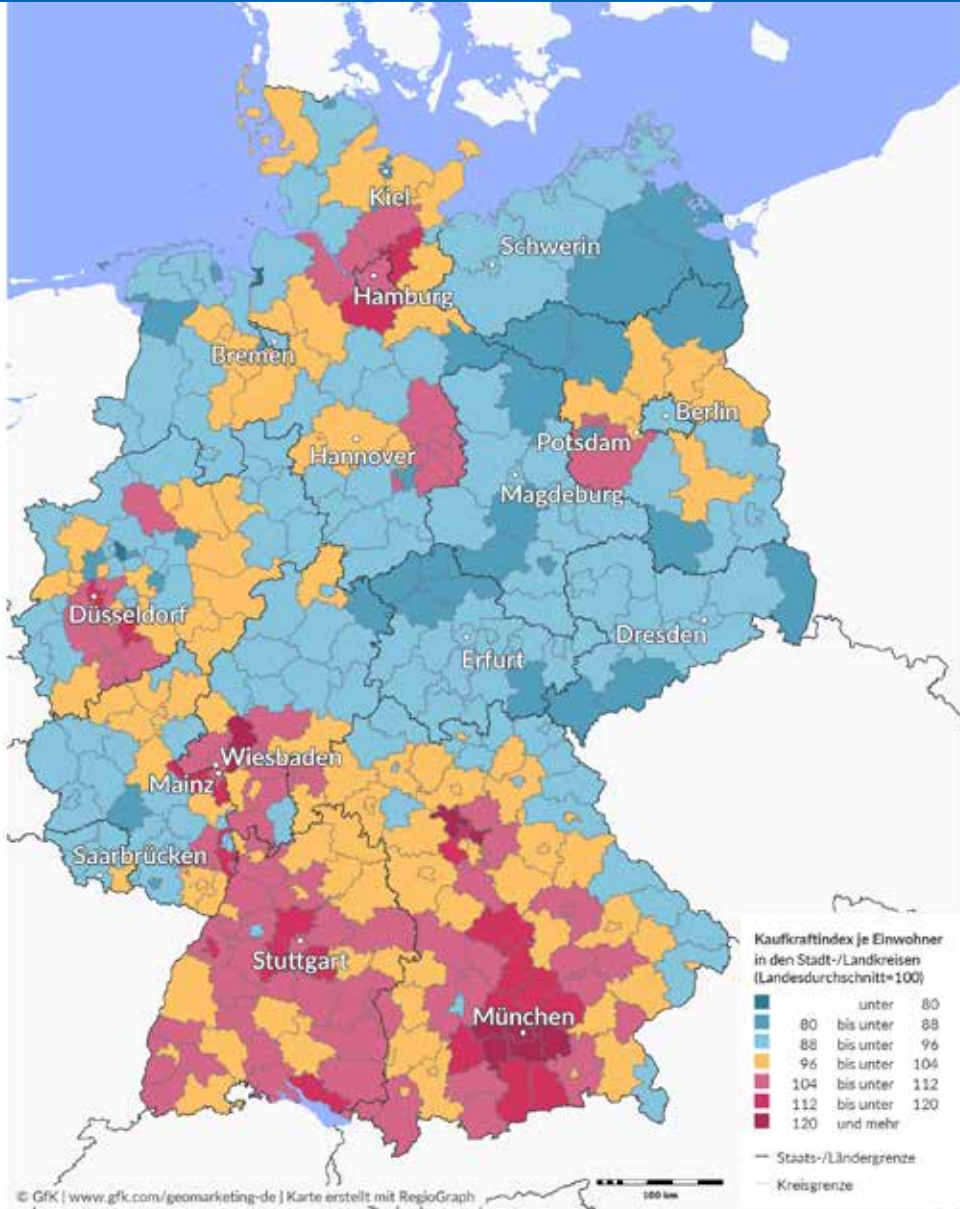 Kiel
Schwerin
Hamburg
Bremen
Berlin
Hannover
Potsdam
Magdeburg
Düsseldorf
Erfurt
Dresden
Wiesbaden
Mainz
Saarbrücken
Stuttgart
München
Kaufkraftindex je Einwohner
in den Stadt-/Landkreisen
(Landesdurchschnitt=100)
unter 80
80 bis unter 88
88 bis unter 96
96 bis unter 104
104 bis unter 112
112 bis unter 120
120 und mehr
Staats-/Ländergrenze
Kreisgrenze
100 km
© GfK | www.gfk.com/geomarketing-de | Karte erstellt mit RegioGraph